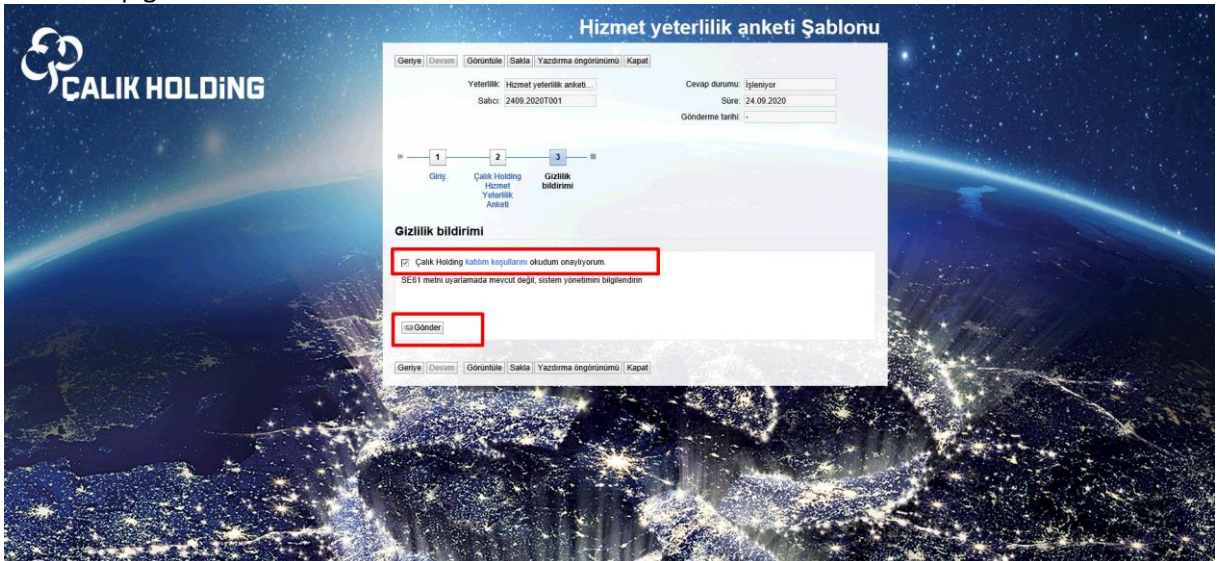 Hizmet yeterlilik anketi Şablonu
ÇALIK HOLDiNG
Geriye Devam Görüntüle Sakla Yazdırma öngörünümü Kapat
Yeterlilik: Hizmet yeterlilik anketi... Cevap durumu: İşleniyor
Satıcı: 2409.2020T001 Süre: 24.09.2020
Gönderme tarihi: -
1 2 3
Giriş Çalık Holding Gizlilik
Hizmet bildirimi
Yeterlilik
Anketi
Gizlilik bildirimi
Çalık Holding katılım koşullarını okudum onaylıyorum.
SE61 metni uyarlamada mevcut değil; sistem yönetimini bilgilendirin
Gönder
Geriye Devam Görüntüle Sakla Yazdırma öngörünümü Kapat